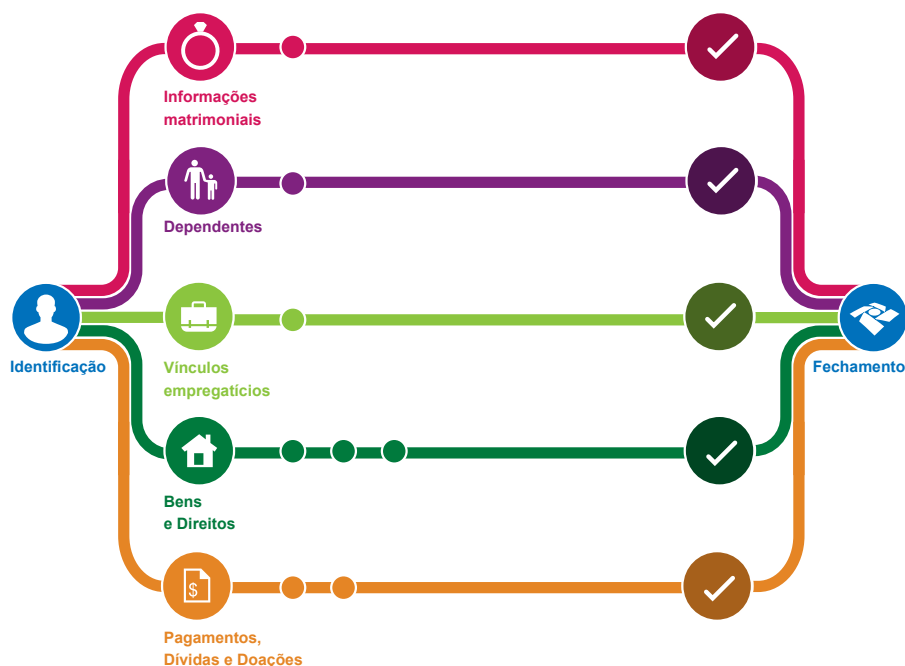 Informações
matrimoniais
Dependentes
Identificação
Vínculos
empregatícios
Fechamento
Bens
e Direitos
$
Pagamentos,
Dívidas e Doações